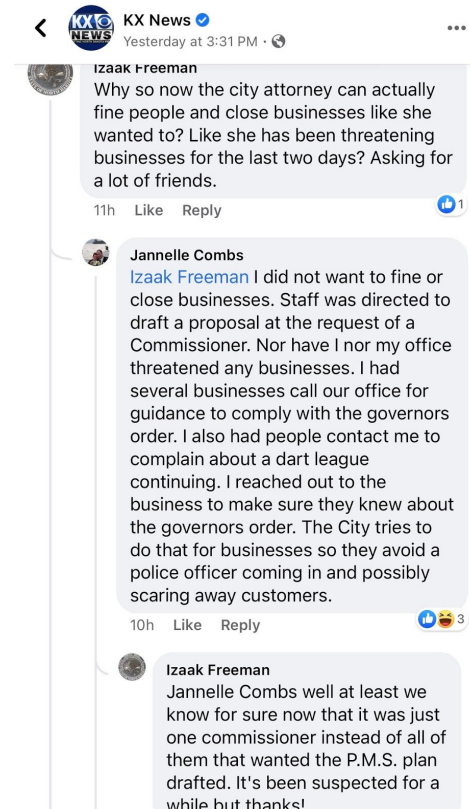 KX News
KX
NEWS
Yesterday at 3:31 PM ·
Izaak Freeman
Why so now the city attorney can actually
fine people and close businesses like she
wanted to? Like she has been threatening
businesses for the last two days? Asking for
a lot of friends.
11h Like Reply
1
Jannelle Combs
Izaak Freeman I did not want to fine or
close businesses. Staff was directed to
draft a proposal at the request of a
Commissioner. Nor have I nor my office
threatened any businesses. I had
several businesses call our office for
guidance to comply with the governors
order. I also had people contact me to
complain about a dart league
continuing. I reached out to the
business to make sure they knew about
the governors order. The City tries to
do that for businesses so they avoid a
police officer coming in and possibly
scaring away customers.
10h Like Reply
3
Izaak Freeman
Jannelle Combs well at least we
know for sure now that it was just
one commissioner instead of all of
them that wanted the P.M.S. plan
drafted. It's been suspected for a
while but thanks!